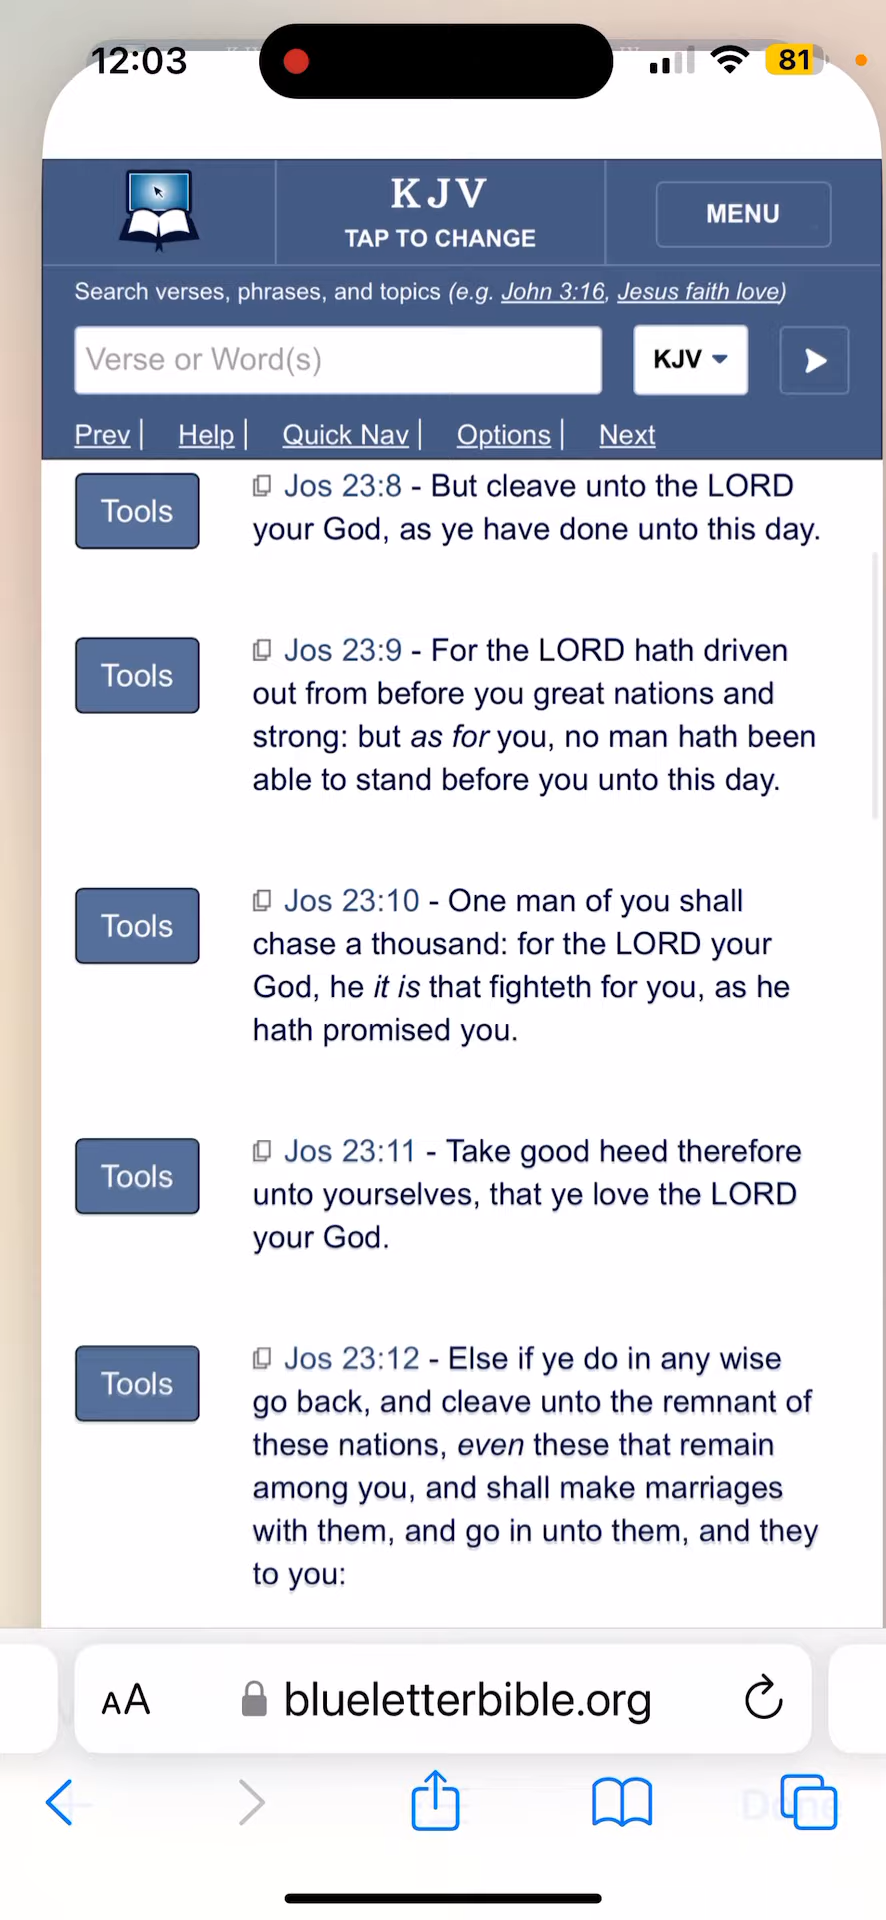 12:03
81
KJV
TAP TO CHANGE
MENU
Search verses, phrases, and topics (e.g. John 3:16, Jesus faith love)
Verse or Word(s)
KJV
Prev | Help | Quick Nav | Options | Next
Tools
Jos 23:8 - But cleave unto the LORD
your God, as ye have done unto this day.
Tools
Jos 23:9 - For the LORD hath driven
out from before you great nations and
strong: but as for you, no man hath been
able to stand before you unto this day.
Tools
Jos 23:10 - One man of you shall
chase a thousand: for the LORD your
God, he it is that fighteth for you, as he
hath promised you.
Tools
Jos 23:11 - Take good heed therefore
unto yourselves, that ye love the LORD
your God.
Tools
Jos 23:12 - Else if ye do in any wise
go back, and cleave unto the remnant of
these nations, even these that remain
among you, and shall make marriages
with them, and go in unto them, and they
to you:
AA blueletterbible.org